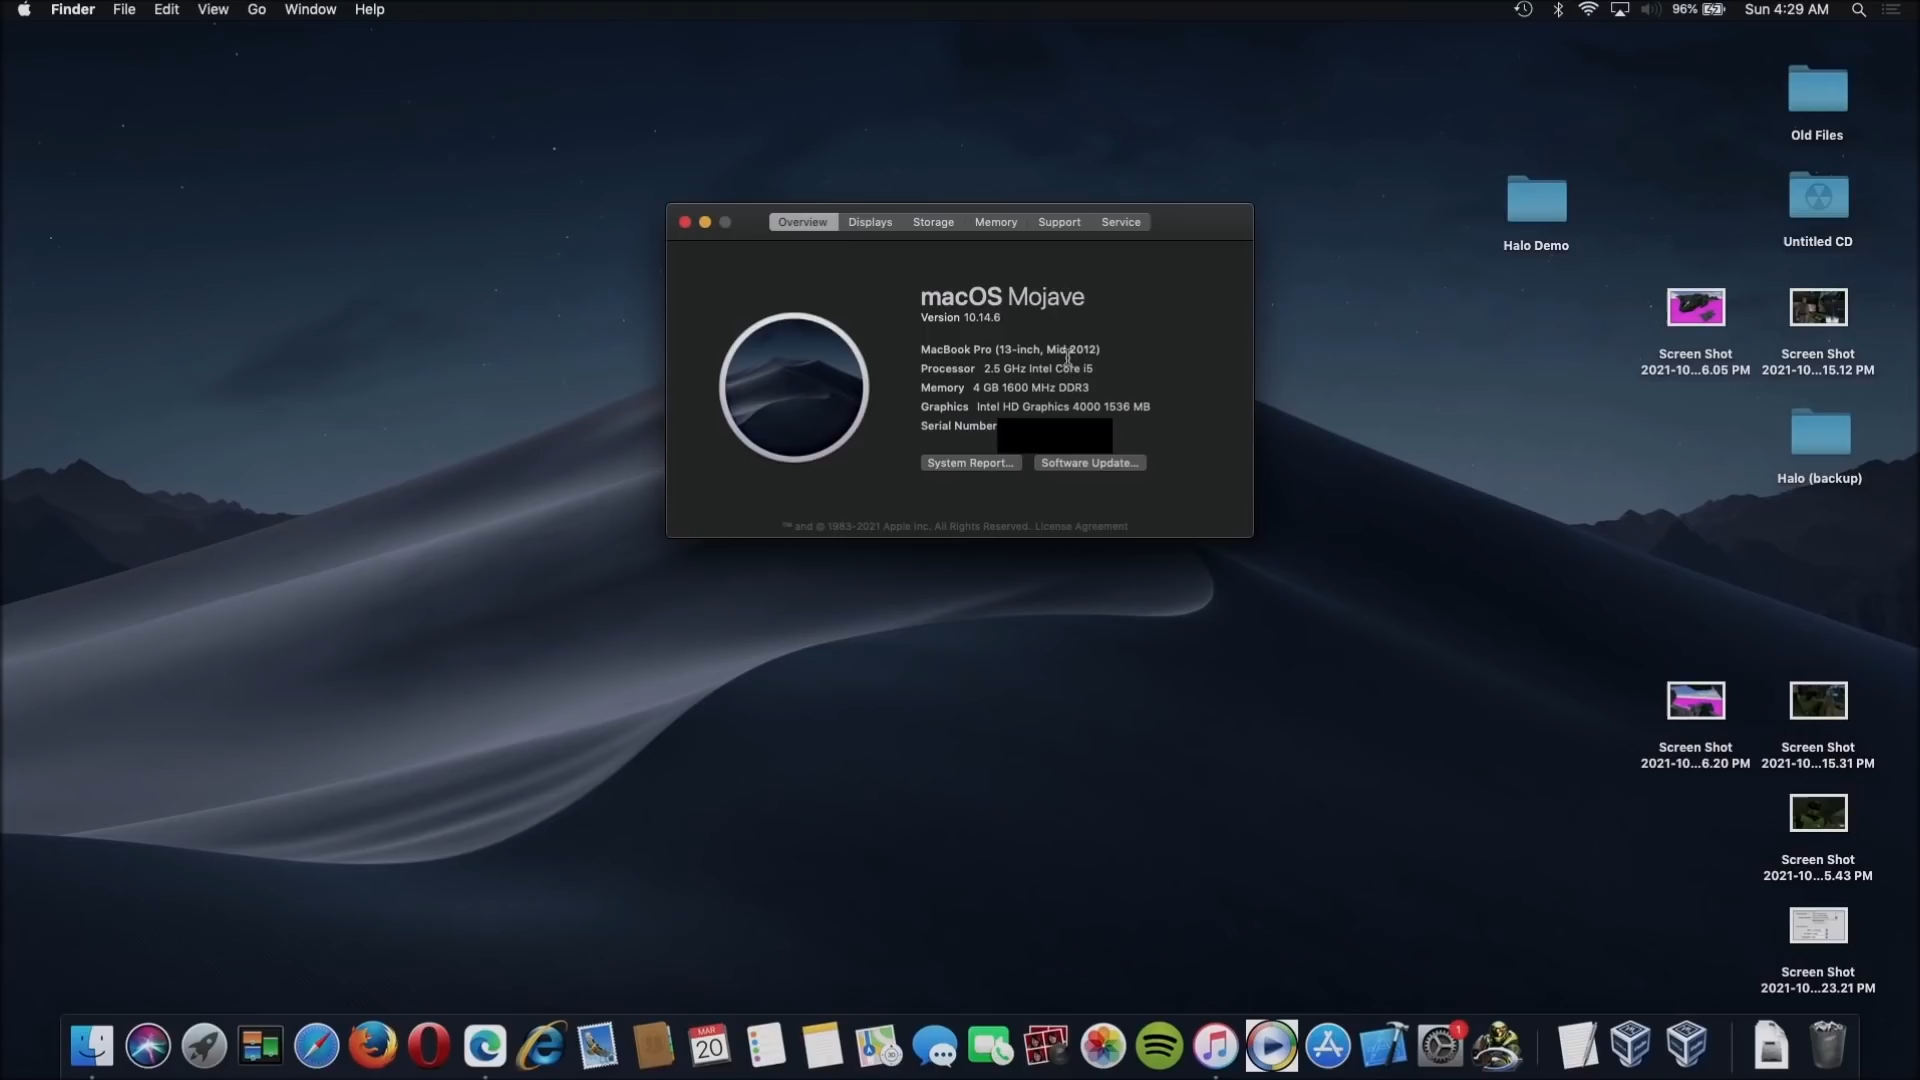 Finder File Edit View Go Window Help
96% Sun 4:29 AM
Old Files
Untitled CD
Halo Demo
Screen Shot
2021-10...6.05 PM
Screen Shot
2021-10...15.12 PM
Halo (backup)
Screen Shot
2021-10...6.20 PM
Screen Shot
2021-10...15.31 PM
Screen Shot
2021-10...5.43 PM
Screen Shot
2021-10...23.21 PM
Overview Displays Storage Memory Support Service
macOS Mojave
Version 10.14.6
MacBook Pro (13-inch, Mid 2012)
Processor 2.5 GHz Intel Core i5
Memory 4 GB 1600 MHz DDR3
Graphics Intel HD Graphics 4000 1536 MB
Serial Number
System Report... Software Update...
™ and © 1983-2021 Apple Inc. All Rights Reserved. License Agreement
MAR
20
3D
1